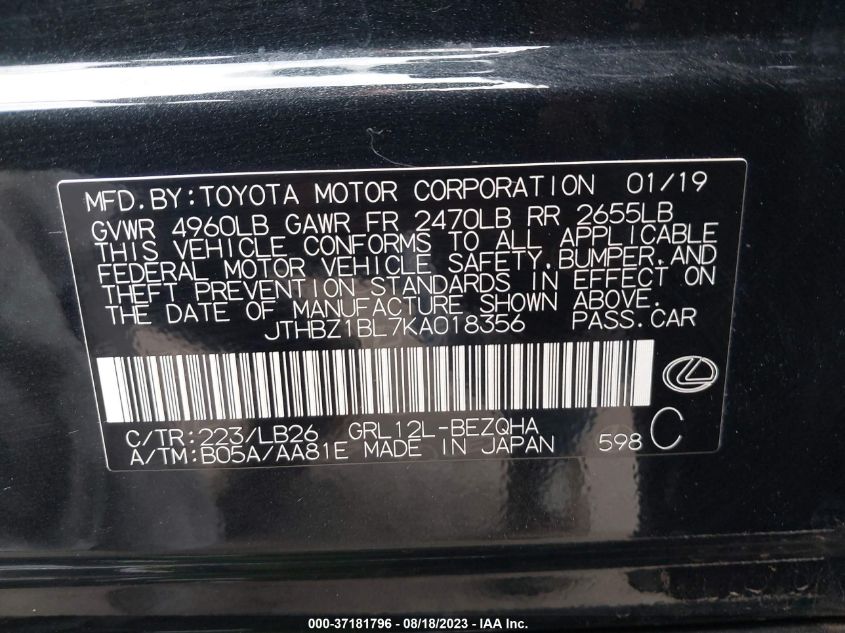 MFD.BY:TOYOTA MOTOR CORPORATION 01/19
GVWR 4960LB GAWR FR 2470LB RR 2655LB
THIS VEHICLE CONFORMS TO ALL APPLICABLE
FEDERAL MOTOR VEHICLE SAFETY,BUMPER,AND
THEFT PREVENTION STANDARDS IN EFFECT ON
THE DATE OF MANUFACTURE SHOWN ABOVE.
JTHBZ1BL7KA018356 PASS.CAR
C/TR:223/LB26 GRL12L-BEZQHA
A/TM:B05A/AA81E MADE IN JAPAN 598 C
000-37181796 - 08/18/2023 - IAA Inc.